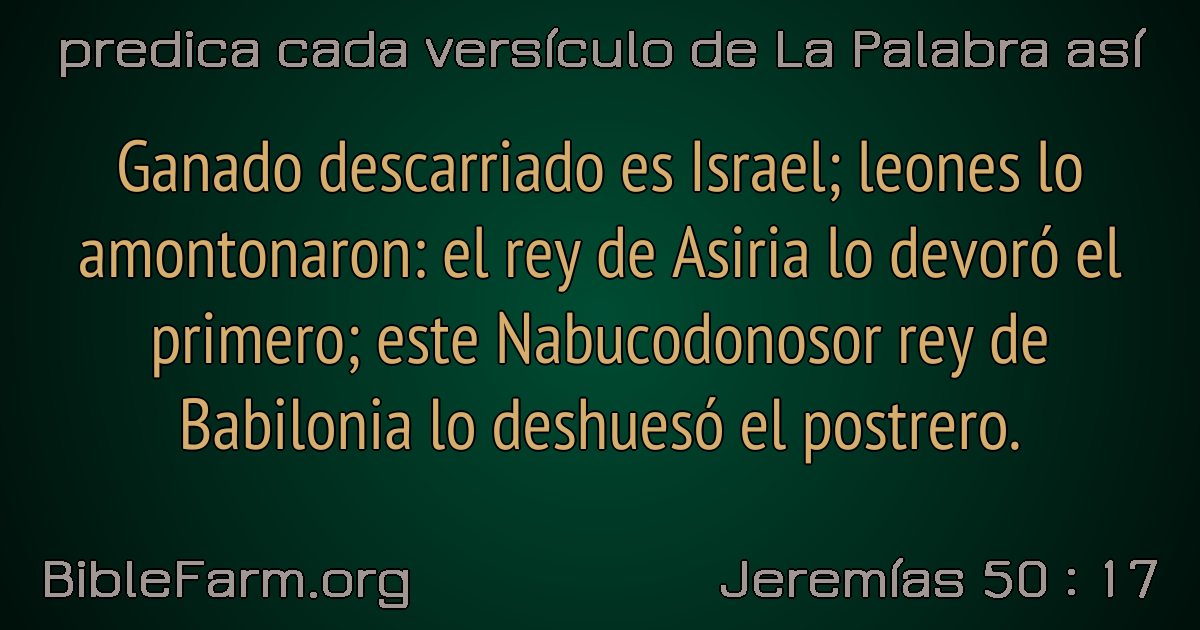 predica cada versículo de La Palabra así
Ganado descarriado es Israel; leones lo
amontonaron: el rey de Asiria lo devoró el
primero; este Nabucodonosor rey de
Babilonia lo deshuesó el postrero.
BibleFarm.org
Jeremías 50 : 17